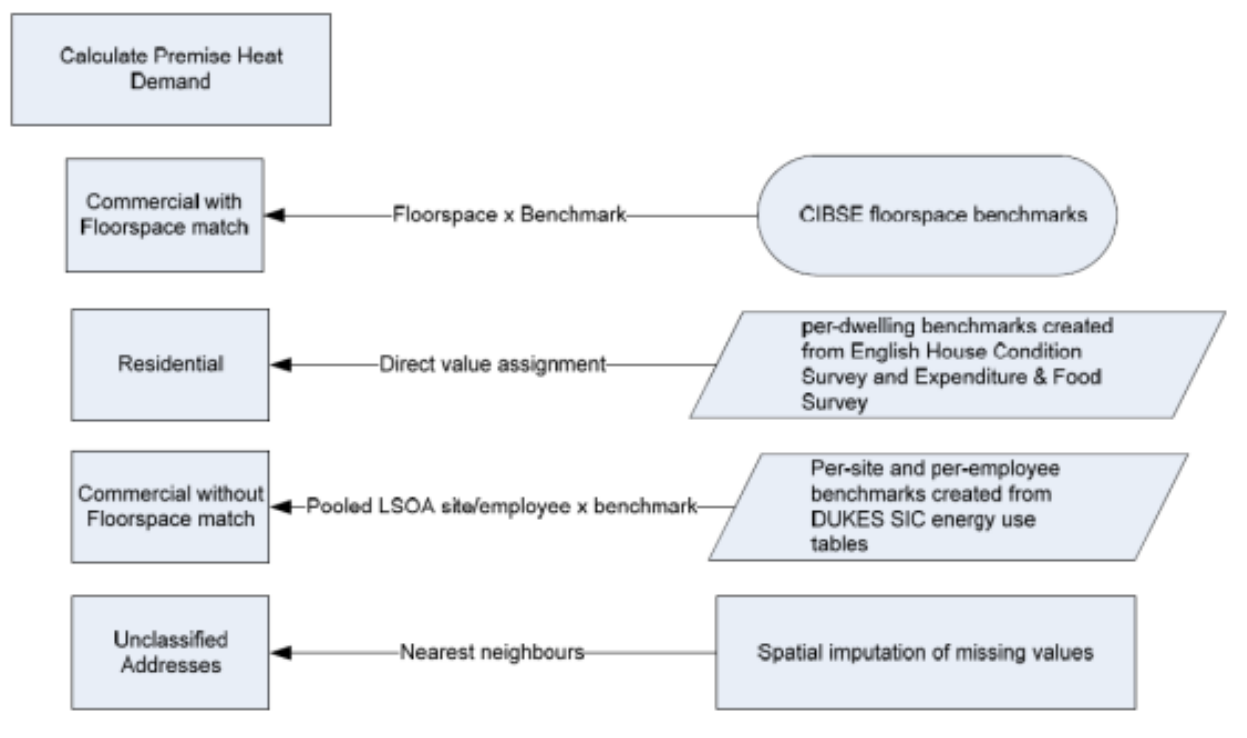 Calculate Premise Heat
Demand
Commercial with
Floorspace match
Floorspace x Benchmark
CIBSE floorspace benchmarks
Residential
Direct value assignment
per-dwelling benchmarks created
from English House Condition
Survey and Expenditure & Food
Survey
Commercial without
Floorspace match
Pooled LSOA site/employee x benchmark
Per-site and per-employee
benchmarks created from
DUKES SIC energy use
tables
Unclassified
Addresses
Nearest neighbours
Spatial imputation of missing values